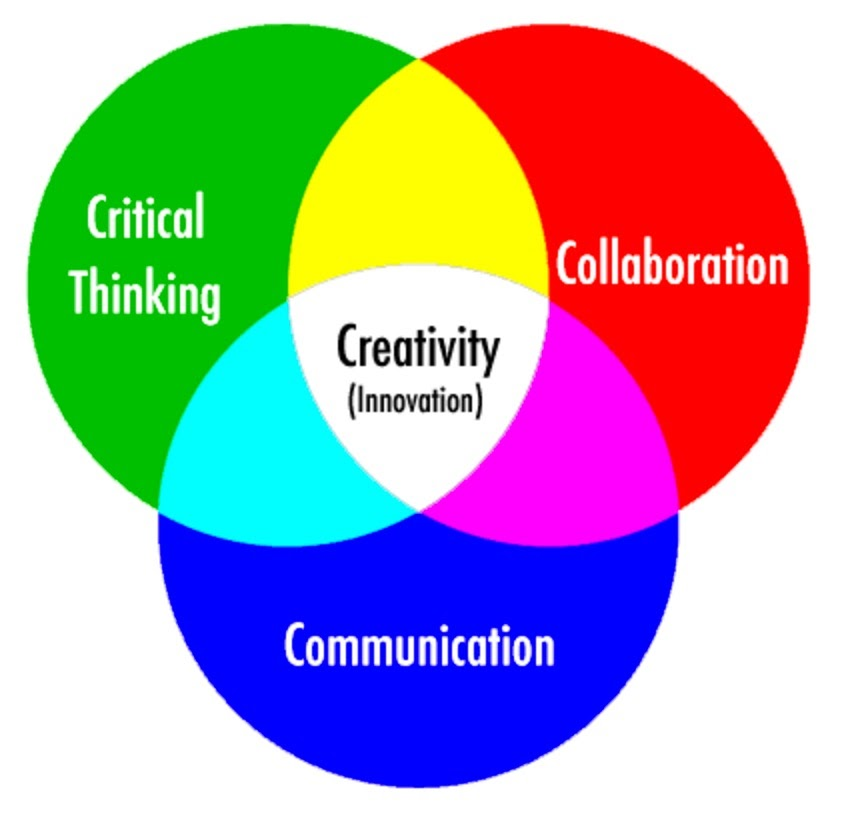 Critical
Thinking
Collaboration
Creativity
(Innovation)
Communication